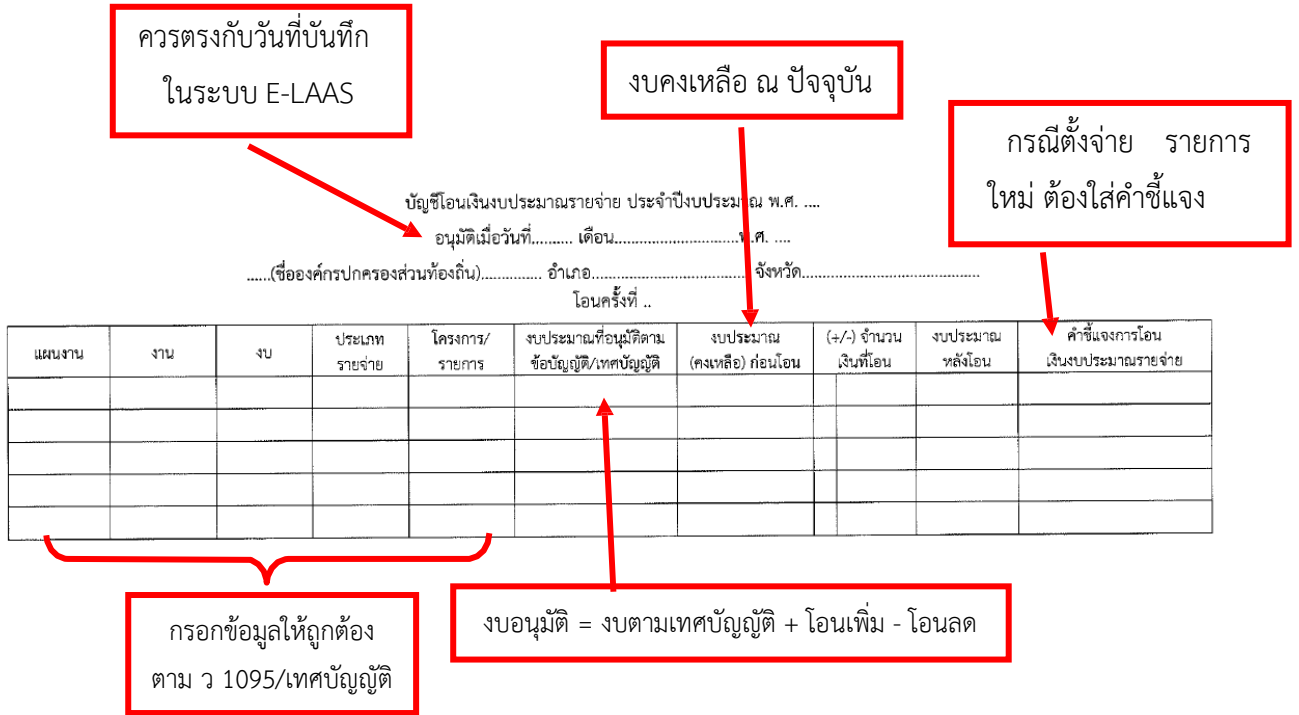 ควรตรงกับวันที่บันทึก
ในระบบ E-LAAS
งบคงเหลือ ณ ปัจจุบัน
กรณีตั้งจ่าย รายการ
ใหม่ ต้องใส่คำชี้แจง
บัญชีโอนเงินงบประมาณรายจ่าย ประจำปีงบประมาณ พ.ศ. ....
อนุมัติเมื่อวันที่.......... เดือน.............................พ.ศ. ....
......(ชื่อองค์กรปกครองส่วนท้องถิ่น).............. อำเภอ................................... จังหวัด.........................................
โอนครั้งที่ ..
แผนงาน งาน งบ ประเภท โครงการ/ งบประมาณที่อนุมัติตาม งบประมาณ (+/-) จำนวน งบประมาณ คำชี้แจงการโอน
รายจ่าย รายการ ข้อบัญญัติ/เทศบัญญัติ (คงเหลือ) ก่อนโอน เงินที่โอน หลังโอน เงินงบประมาณรายจ่าย
กรอกข้อมูลให้ถูกต้อง
ตาม ว 1095/เทศบัญญัติ
งบอนุมัติ = งบตามเทศบัญญัติ + โอนเพิ่ม - โอนลด